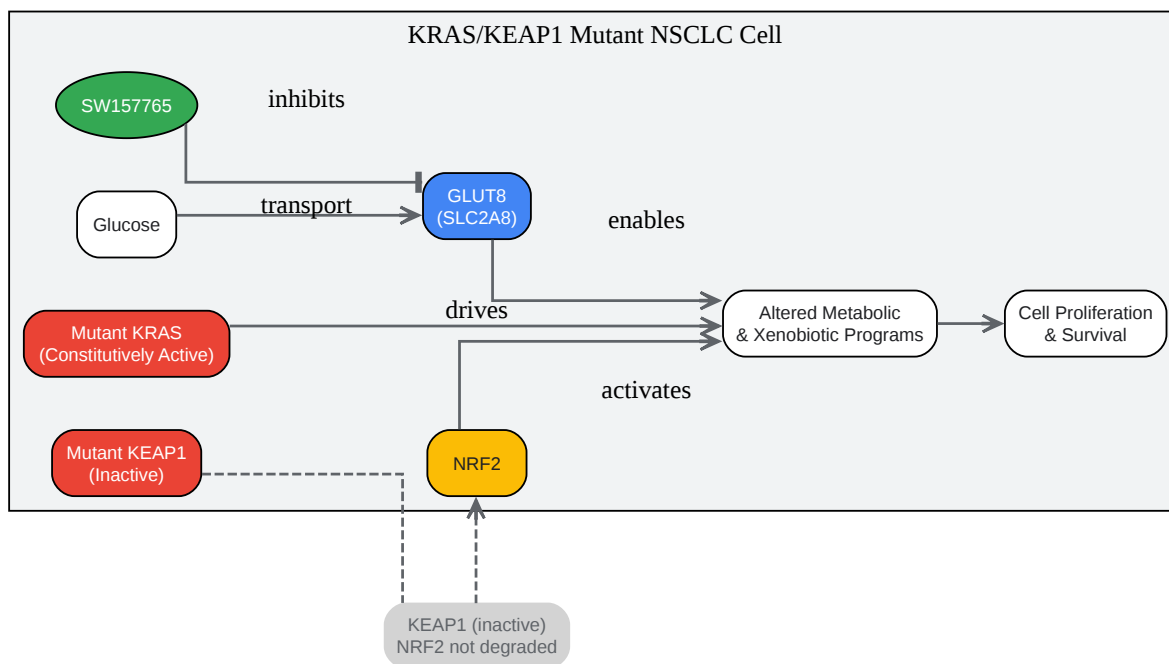 KRAS/KEAP1 Mutant NSCLC Cell
SW157765
inhibits
GLUT8
(SLC2A8)
Glucose
transport
enables
Mutant KRAS
(Constitutively Active)
drives
Altered Metabolic
& Xenobiotic Programs
Cell Proliferation
& Survival
activates
Mutant KEAP1
(Inactive)
NRF2
KEAP1 (inactive)
NRF2 not degraded